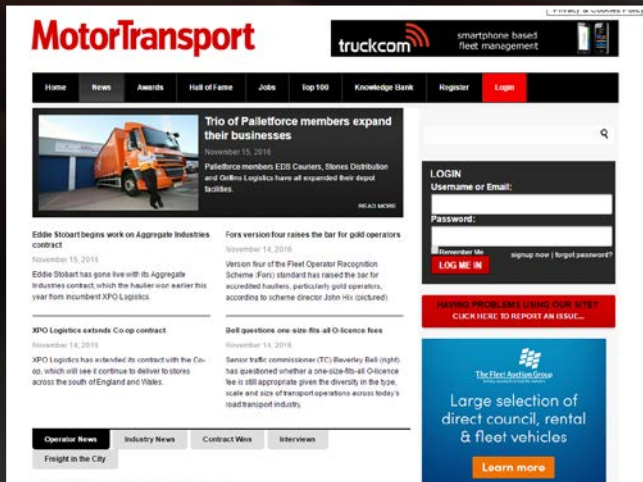 Privacy & Cookies Policy
MotorTransport
truckcom
smartphone based
fleet management
Home News Awards Hall of Fame Jobs Top 100 Knowledge Bank Register Login
Trio of Palletforce members expand
their businesses
November 15, 2016
Palletforce members EDS Couriers, Stones Distribution
and Grillins Logistics have all expanded their depot
facilities.
READ MORE
Eddie Stobart begins work on Aggregate Industries
contract
November 15, 2016
Eddie Stobart has gone live with its Aggregate
Industries contract, which the haulier won earlier this
year from incumbent XPO Logistics.
Fors version four raises the bar for gold operators
November 14, 2016
Version four of the Fleet Operator Recognition
Scheme (Fors) standard has raised the bar for
accredited hauliers, particularly gold operators,
according to scheme director John Hix (pictured).
XPO Logistics extends Co-op contract
November 14, 2016
XPO Logistics has extended its contract with the Co-
op, which will see it continue to deliver to stores
across the south of England and Wales.
Bell questions one-size-fits-all O-licence fees
November 14, 2016
Senior traffic commissioner (TC) Beverley Bell (right)
has questioned whether a one-size-fits-all O-licence
fee is still appropriate given the diversity in the type,
scale and size of transport operations across today's
road transport industry.
Operator News Industry News Contract Wins Interviews
Freight in the City
LOGIN
Username or Email:
Password:
Remember Me
signup now | forgot password?
LOG ME IN
HAVING PROBLEMS USING OUR SITE?
CLICK HERE TO REPORT AN ISSUE...
The Fleet Auction Group
Large selection of
direct council, rental
& fleet vehicles
Learn more